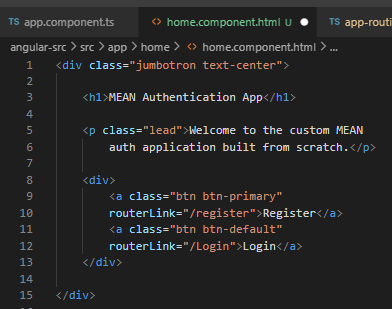 TS app.component.ts
home.component.html U
TS app-routi
angular-src > src > app > home > home.component.html > ...
1 <div class="jumbotron text-center">
2
3 <h1>MEAN Authentication App</h1>
4
5 <p class="lead">Welcome to the custom MEAN
6 auth application built from scratch.</p>
7
8 <div>
9 <a class="btn btn-primary"
10 routerLink="/register">Register</a>
11 <a class="btn btn-default"
12 routerLink="/Login">Login</a>
13 </div>
14
15 </div>